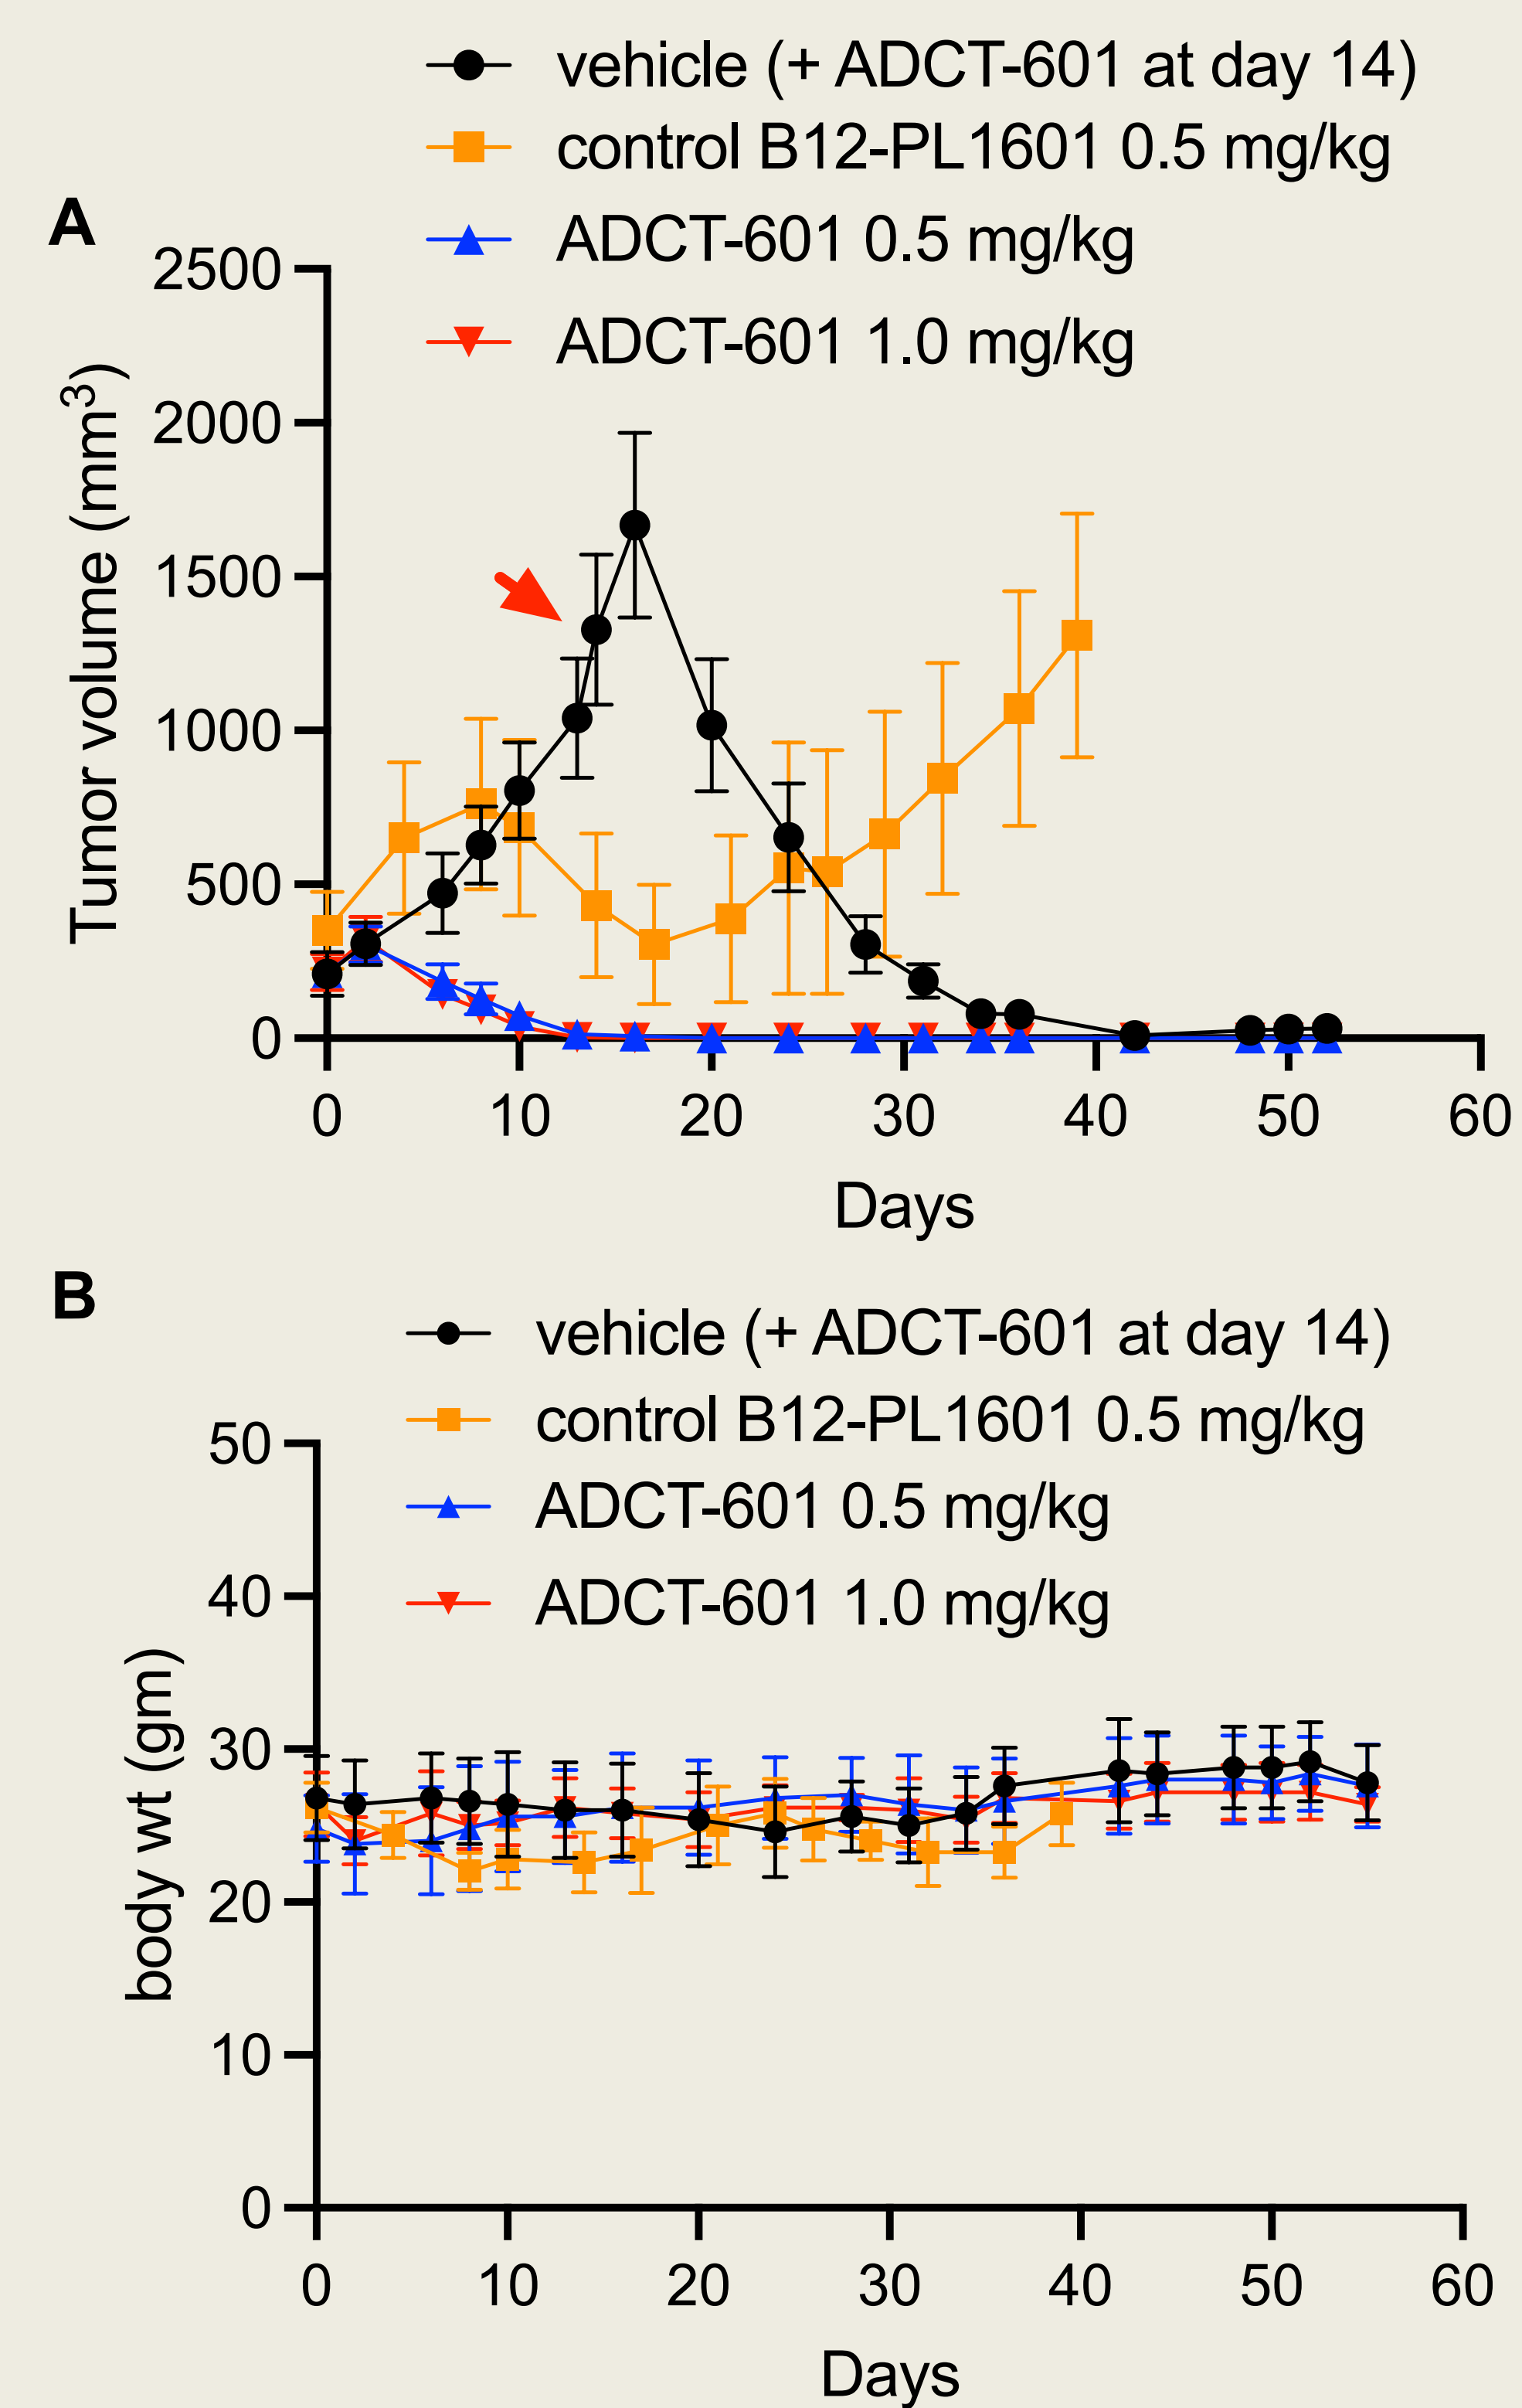 vehicle (+ ADCT-601 at day 14)
control B12-PL1601 0.5 mg/kg
A
ADCT-601 0.5 mg/kg
ADCT-601 1.0 mg/kg
Tumor volume (mm³)
2500
2000
1500
1000
500
0
0 10 20 30 40 50 60
Days
B
vehicle (+ ADCT-601 at day 14)
control B12-PL1601 0.5 mg/kg
ADCT-601 0.5 mg/kg
ADCT-601 1.0 mg/kg
body wt (gm)
50
40
30
20
10
0
0 10 20 30 40 50 60
Days